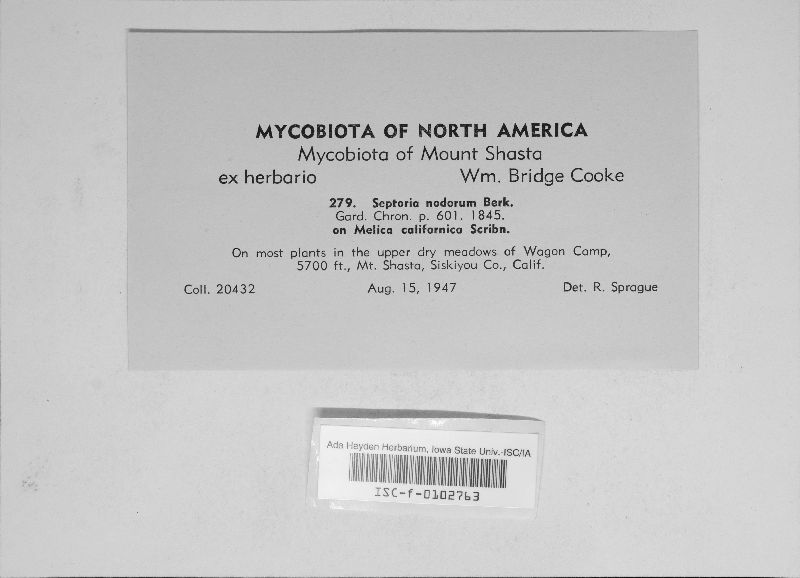 MYCOBIOTA OF NORTH AMERICA
Mycobiota of Mount Shasta
ex herbario Wm. Bridge Cooke
279. Septoria nodorum Berk.
Gard. Chron. p. 601. 1845.
on Melica californica Scribn.
On most plants in the upper dry meadows of Wagon Camp,
5700 ft., Mt. Shasta, Siskiyou Co., Calif.
Coll. 20432 Aug. 15, 1947 Det. R. Sprague
Ada Hayden Herbarium, Iowa State Univ.-ISC/IA
ISC-f-0102763